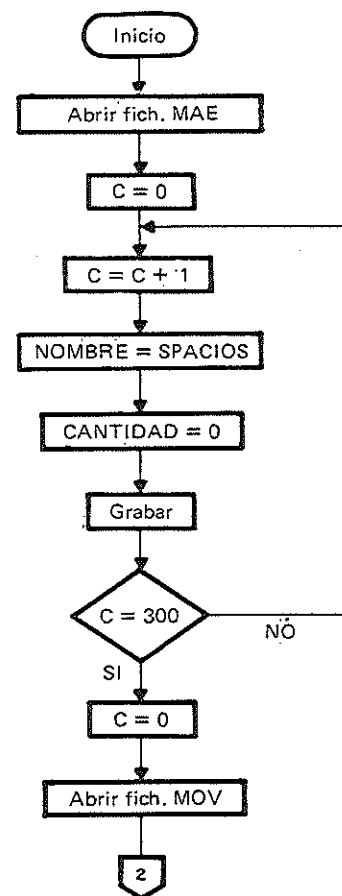 Inicio
Abrir fich. MAE
C = 0
C = C + 1
NOMBRE = SPACIOS
CANTIDAD = 0
Grabar
C = 300
NO
SI
C = 0
Abrir fich. MOV
2